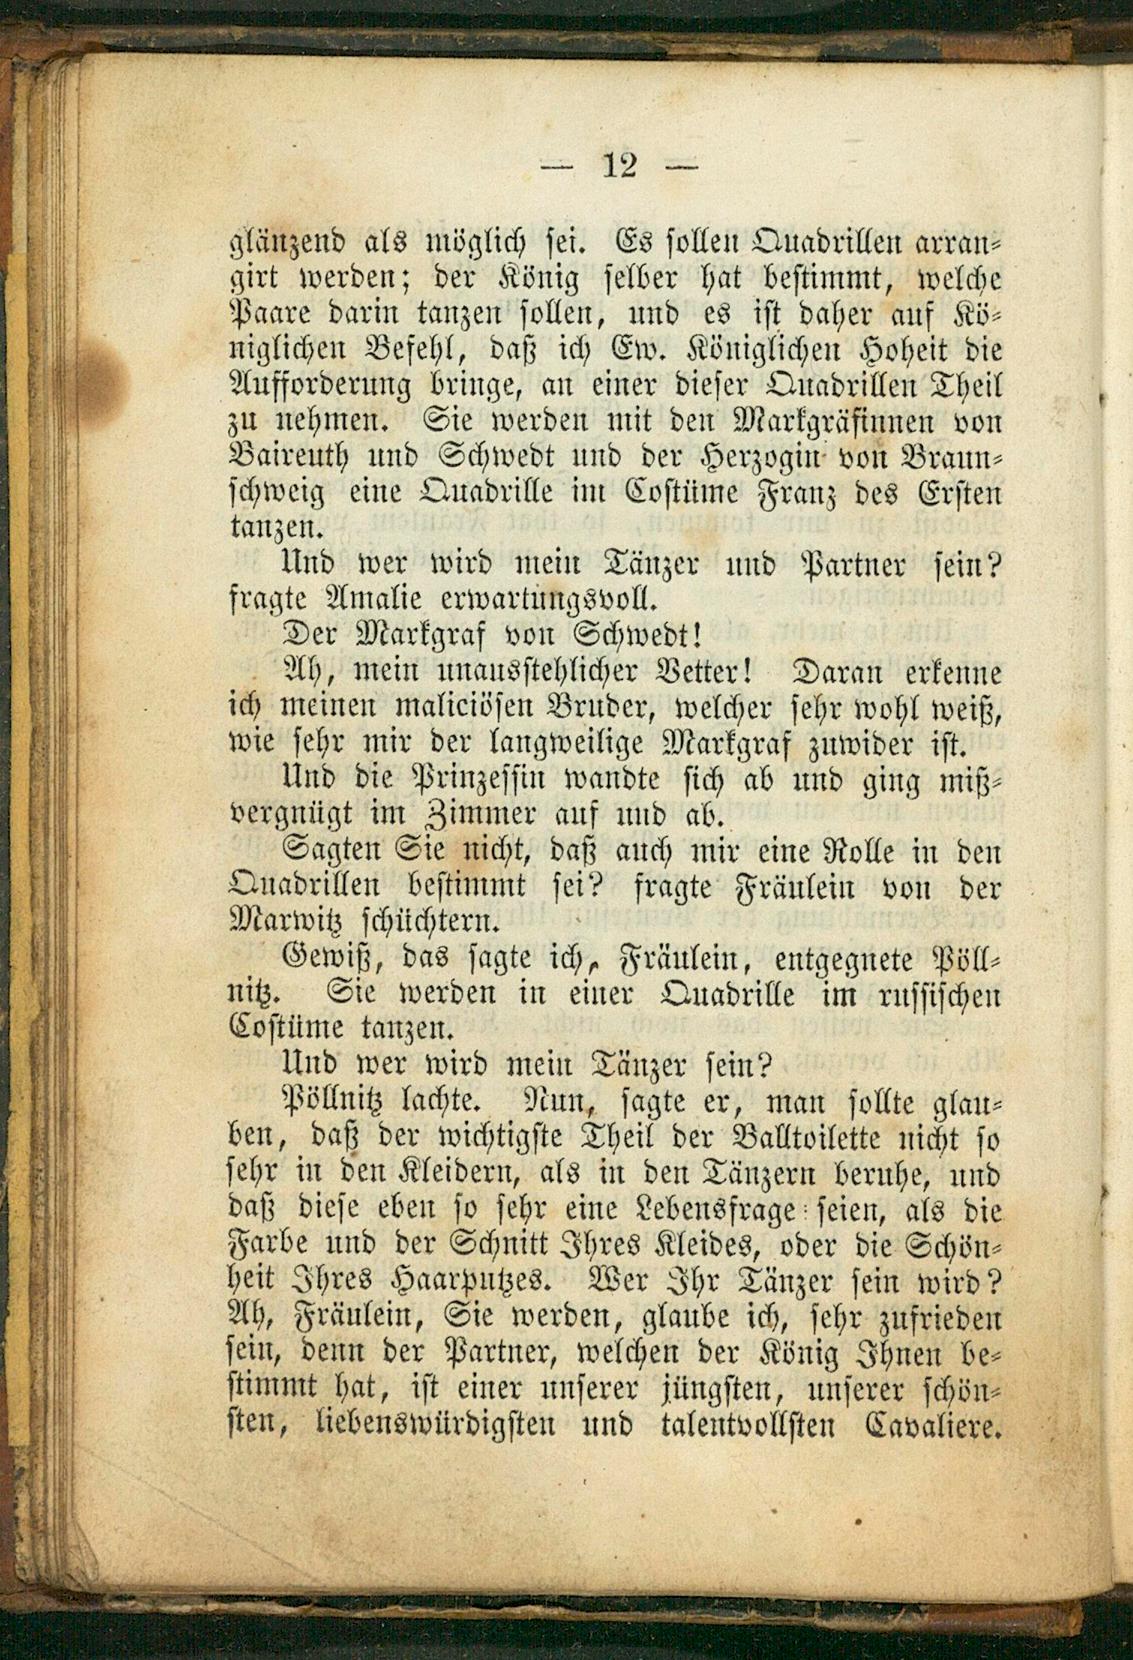 — 12 —
glänzend als möglich sei. Es sollen Quadrillen arran-
girt werden; der König selber hat bestimmt, welche
Paare darin tanzen sollen, und es ist daher auf Kö-
niglichen Befehl, daß ich Ew. Königlichen Hoheit die
Aufforderung bringe, an einer dieser Quadrillen Theil
zu nehmen. Sie werden mit den Markgräfinnen von
Baireuth und Schwedt und der Herzogin von Braun-
schweig eine Quadrille im Costüme Franz des Ersten
tanzen.
Und wer wird mein Tänzer und Partner sein?
fragte Amalie erwartungsvoll.
Der Markgraf von Schwedt!
Ah, mein unausstehlicher Vetter! Daran erkenne
ich meinen maliciösen Bruder, welcher sehr wohl weiß,
wie sehr mir der langweilige Markgraf zuwider ist.
Und die Prinzessin wandte sich ab und ging miß-
vergnügt im Zimmer auf und ab.
Sagten Sie nicht, daß auch mir eine Rolle in den
Quadrillen bestimmt sei? fragte Fräulein von der
Marwitz schüchtern.
Gewiß, das sagte ich, Fräulein, entgegnete Pöll-
nitz. Sie werden in einer Quadrille im russischen
Costüme tanzen.
Und wer wird mein Tänzer sein?
Pöllnitz lachte. Nun, sagte er, man sollte glau-
ben, daß der wichtigste Theil der Balltoilette nicht so
sehr in den Kleidern, als in den Tänzern beruhe, und
daß diese eben so sehr eine Lebensfrage seien, als die
Farbe und der Schnitt Ihres Kleides, oder die Schön-
heit Ihres Haarputzes. Wer Ihr Tänzer sein wird?
Ah, Fräulein, Sie werden, glaube ich, sehr zufrieden
sein, denn der Partner, welchen der König Ihnen be-
stimmt hat, ist einer unserer jüngsten, unserer schön-
sten, liebenswürdigsten und talentvollsten Cavaliere.